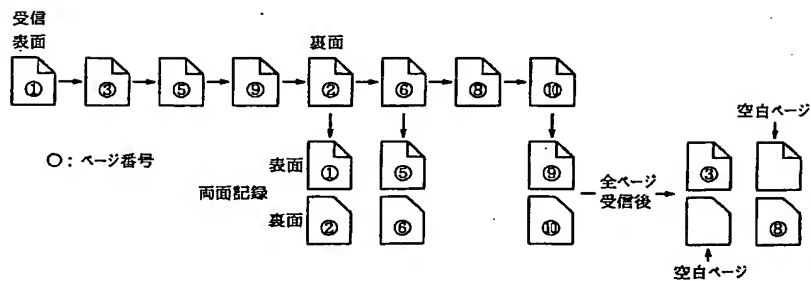 受信
表面
裏面
① ③ ⑤ ⑨ ② ⑥ ⑧ ⑩
空白ページ
○: ページ番号
表面
① ⑤ ⑨
全ページ
受信後
③
両面記録
裏面
② ⑥ ⑩
⑧
空白ページ